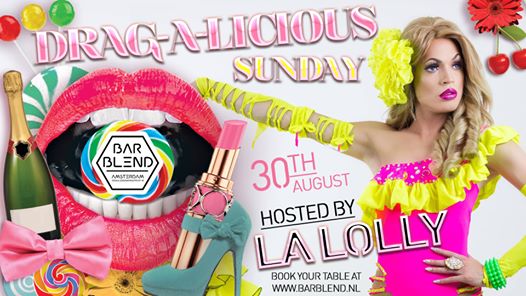 DRAG-A-LICIOUS
SUNDAY
BAR
BLEND
AMSTERDAM
30TH
AUGUST
HOSTED BY
LA LOLLY
BOOK YOUR TABLE AT
WWW.BARBLEND.NL